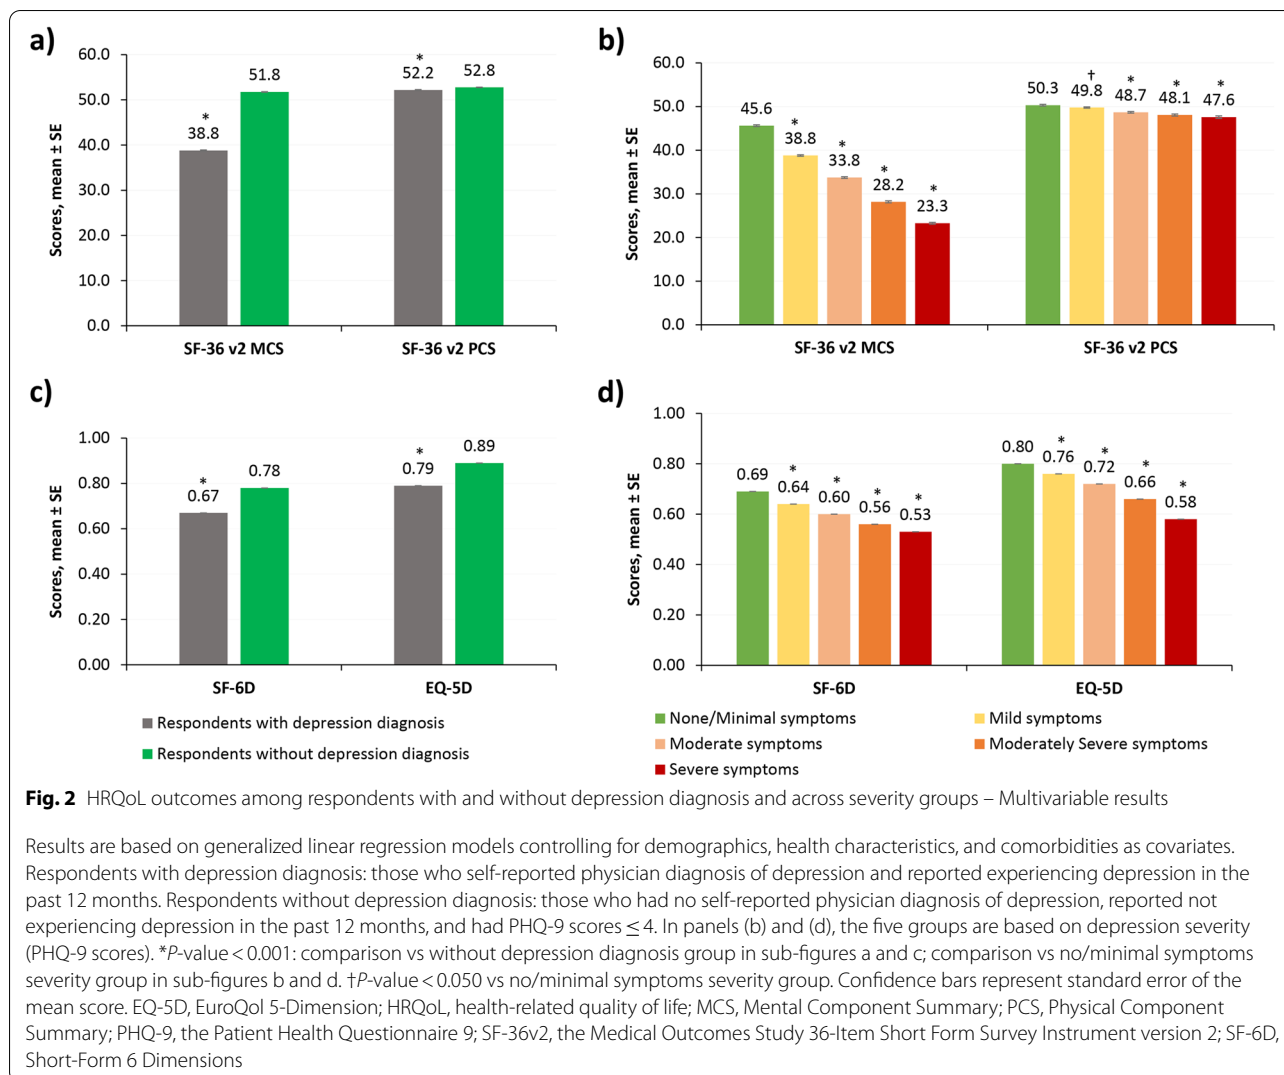 a)
60.0
50.0
40.0
30.0
20.0
10.0
0.0
Scores, mean ± SE
*
38.8
51.8
*
52.2
52.8
SF-36 v2 MCS
SF-36 v2 PCS
b)
60.0
50.0
40.0
30.0
20.0
10.0
0.0
Scores, mean ± SE
45.6
*
38.8
*
33.8
*
28.2
*
23.3
50.3
†
49.8
*
48.7
*
48.1
*
47.6
SF-36 v2 MCS
SF-36 v2 PCS
c)
1.00
0.80
0.60
0.40
0.20
0.00
Scores, mean ± SE
*
0.67
0.78
*
0.79
0.89
SF-6D
EQ-5D
Respondents with depression diagnosis
Respondents without depression diagnosis
d)
1.00
0.80
0.60
0.40
0.20
0.00
Scores, mean ± SE
0.69
*
0.64
*
0.60
*
0.56
*
0.53
0.80
*
0.76
*
0.72
*
0.66
*
0.58
SF-6D
EQ-5D
None/Minimal symptoms
Mild symptoms
Moderate symptoms
Moderately Severe symptoms
Severe symptoms
Fig. 2 HRQoL outcomes among respondents with and without depression diagnosis and across severity groups – Multivariable results
Results are based on generalized linear regression models controlling for demographics, health characteristics, and comorbidities as covariates.
Respondents with depression diagnosis: those who self-reported physician diagnosis of depression and reported experiencing depression in the
past 12 months. Respondents without depression diagnosis: those who had no self-reported physician diagnosis of depression, reported not
experiencing depression in the past 12 months, and had PHQ-9 scores ≤ 4. In panels (b) and (d), the five groups are based on depression severity
(PHQ-9 scores). *P-value < 0.001: comparison vs without depression diagnosis group in sub-figures a and c; comparison vs no/minimal symptoms
severity group in sub-figures b and d. †P-value < 0.050 vs no/minimal symptoms severity group. Confidence bars represent standard error of the
mean score. EQ-5D, EuroQol 5-Dimension; HRQoL, health-related quality of life; MCS, Mental Component Summary; PCS, Physical Component
Summary; PHQ-9, the Patient Health Questionnaire 9; SF-36v2, the Medical Outcomes Study 36-Item Short Form Survey Instrument version 2; SF-6D,
Short-Form 6 Dimensions